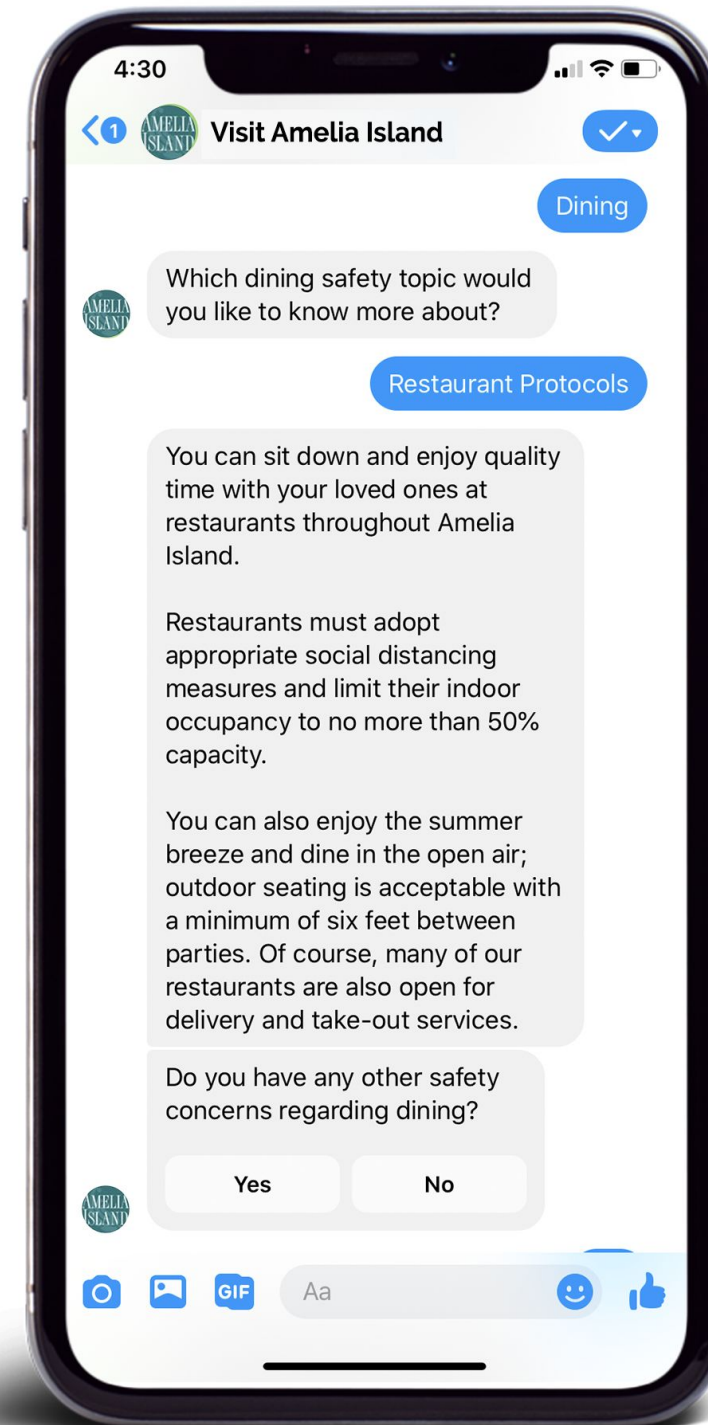 4:30
1
AMELIA
ISLAND
Visit Amelia Island
Dining
Which dining safety topic would
you like to know more about?
AMELIA
ISLAND
Restaurant Protocols
You can sit down and enjoy quality
time with your loved ones at
restaurants throughout Amelia
Island.
Restaurants must adopt
appropriate social distancing
measures and limit their indoor
occupancy to no more than 50%
capacity.
You can also enjoy the summer
breeze and dine in the open air;
outdoor seating is acceptable with
a minimum of six feet between
parties. Of course, many of our
restaurants are also open for
delivery and take-out services.
Do you have any other safety
concerns regarding dining?
Yes No
AMELIA
ISLAND
GIF Aa